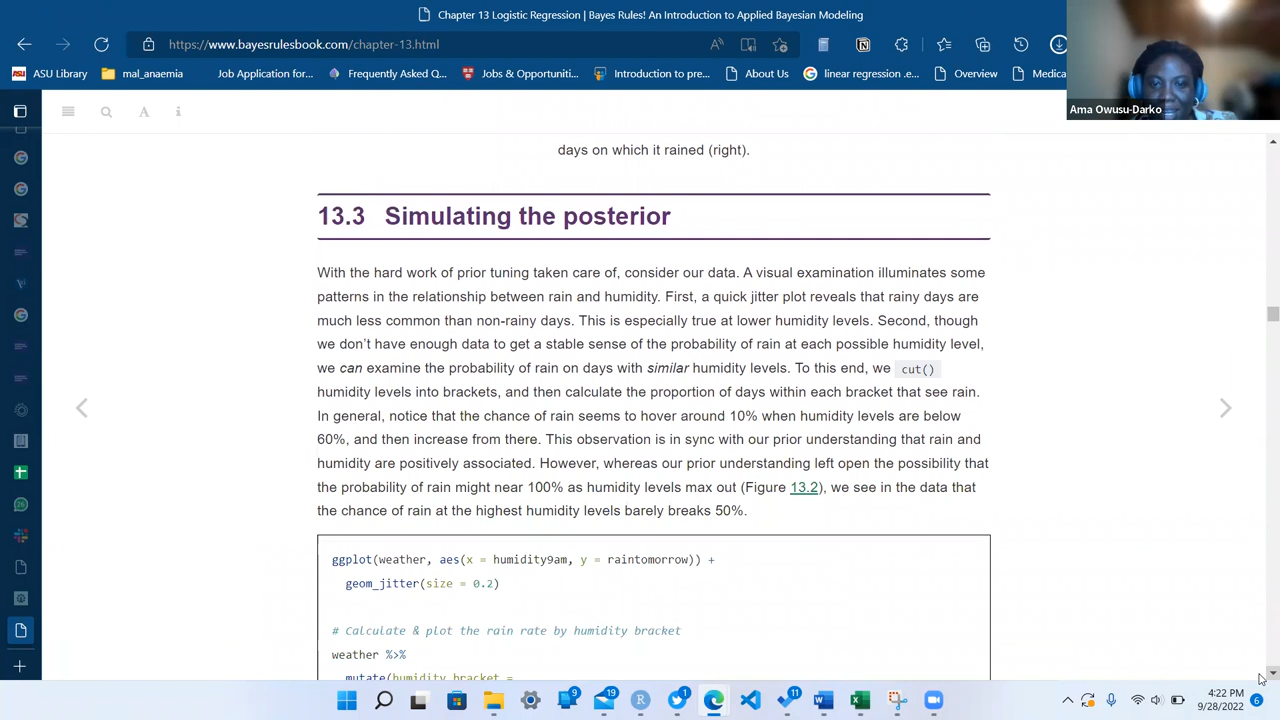 Chapter 13 Logistic Regression | Bayes Rules! An Introduction to Applied Bayesian Modeling
https://www.bayesrulesbook.com/chapter-13.html
ASU Library
mal_anaemia
Job Application for...
Frequently Asked Q...
Jobs & Opportuniti...
Introduction to pre...
About Us
linear regression .e...
Overview
Medica
Ama Owusu-Darko
days on which it rained (right).
13.3 Simulating the posterior
With the hard work of prior tuning taken care of, consider our data. A visual examination illuminates some
patterns in the relationship between rain and humidity. First, a quick jitter plot reveals that rainy days are
much less common than non-rainy days. This is especially true at lower humidity levels. Second, though
we don't have enough data to get a stable sense of the probability of rain at each possible humidity level,
we can examine the probability of rain on days with similar humidity levels. To this end, we cut()
humidity levels into brackets, and then calculate the proportion of days within each bracket that see rain.
In general, notice that the chance of rain seems to hover around 10% when humidity levels are below
60%, and then increase from there. This observation is in sync with our prior understanding that rain and
humidity are positively associated. However, whereas our prior understanding left open the possibility that
the probability of rain might near 100% as humidity levels max out (Figure 13.2), we see in the data that
the chance of rain at the highest humidity levels barely breaks 50%.
ggplot(weather, aes(x = humidity9am, y = raintomorrow)) +
geom_jitter(size = 0.2)
# Calculate & plot the rain rate by humidity bracket
weather %>%
mutate(humidity_bracket =
9
19
1
11
4:22 PM
9/28/2022
6